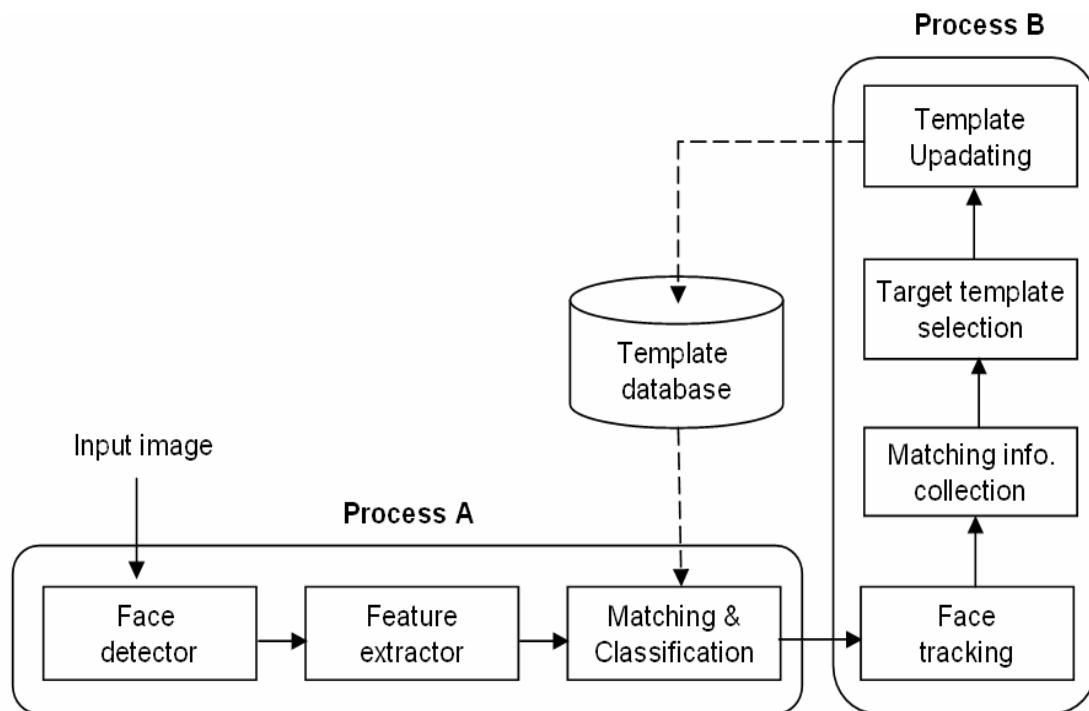 Process B
Template
Upadating
Target template
selection
Template
database
Matching info.
collection
Input image
Process A
Face
detector
Feature
extractor
Matching &
Classification
Face
tracking